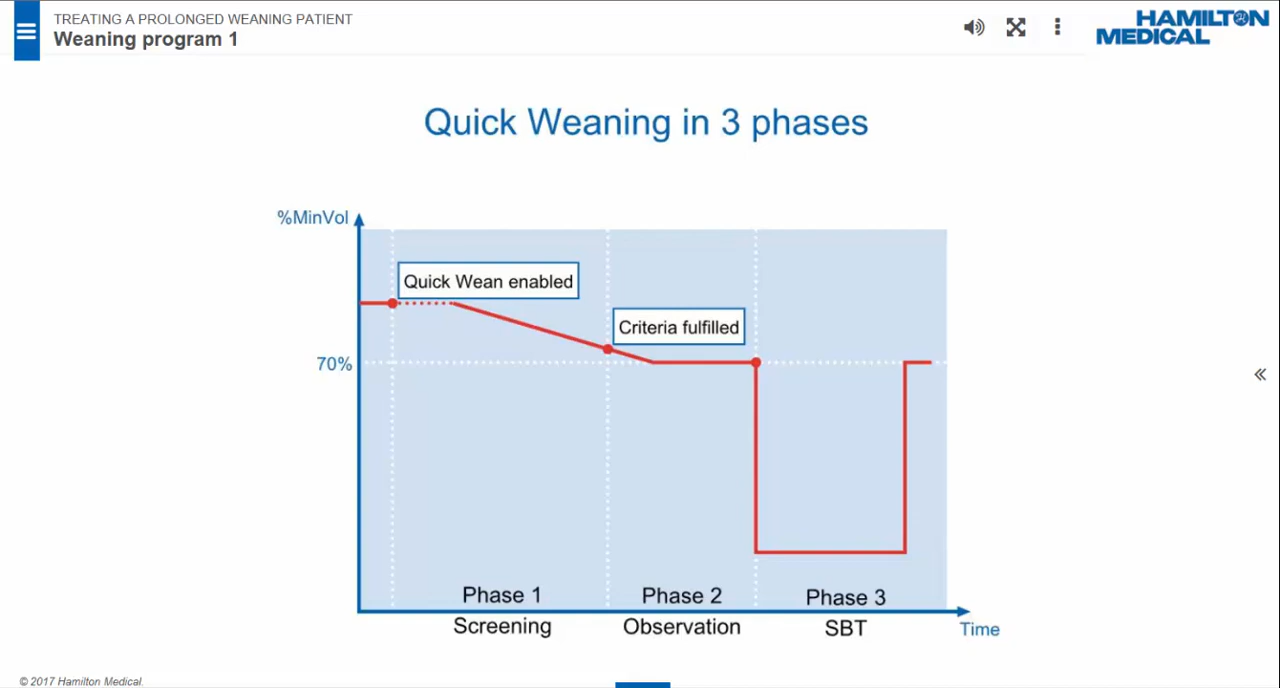 TREATING A PROLONGED WEANING PATIENT
Weaning program 1
HAMILTON
MEDICAL
Quick Weaning in 3 phases
%MinVol
Quick Wean enabled
Criteria fulfilled
70%
Phase 1
Phase 2
Phase 3
Screening
Observation
SBT
Time
© 2017 Hamilton Medical.